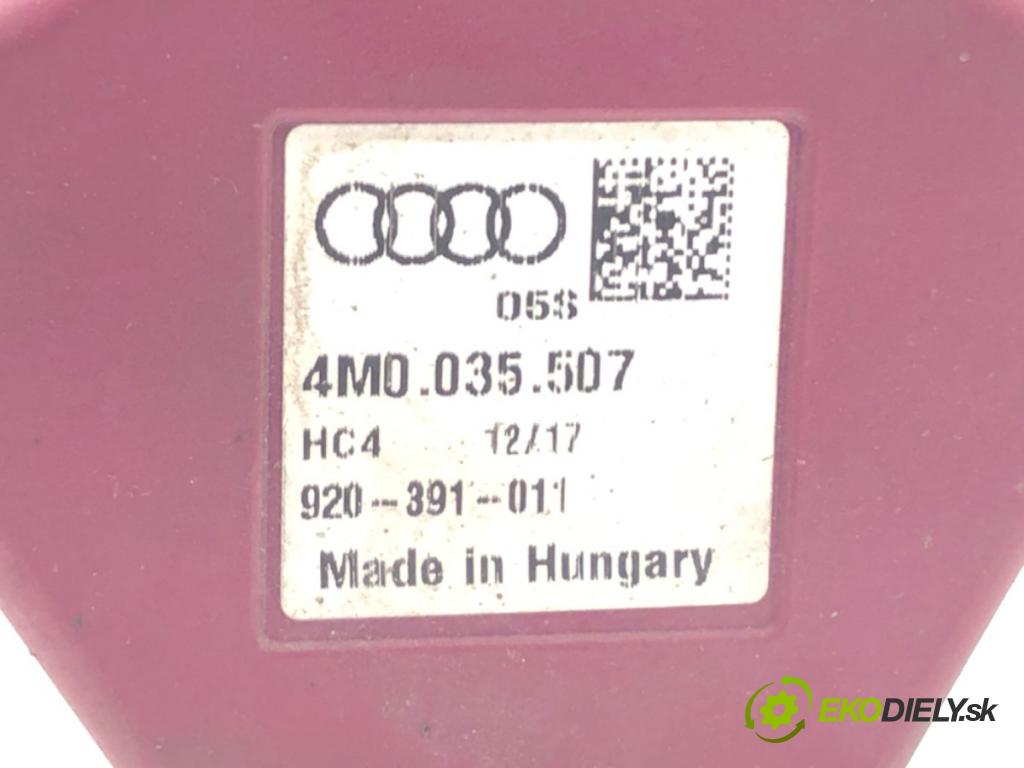 05S
4M0.035.507
HC4 12/17
920-391-011
Made in Hungary
EKODIELY.sk